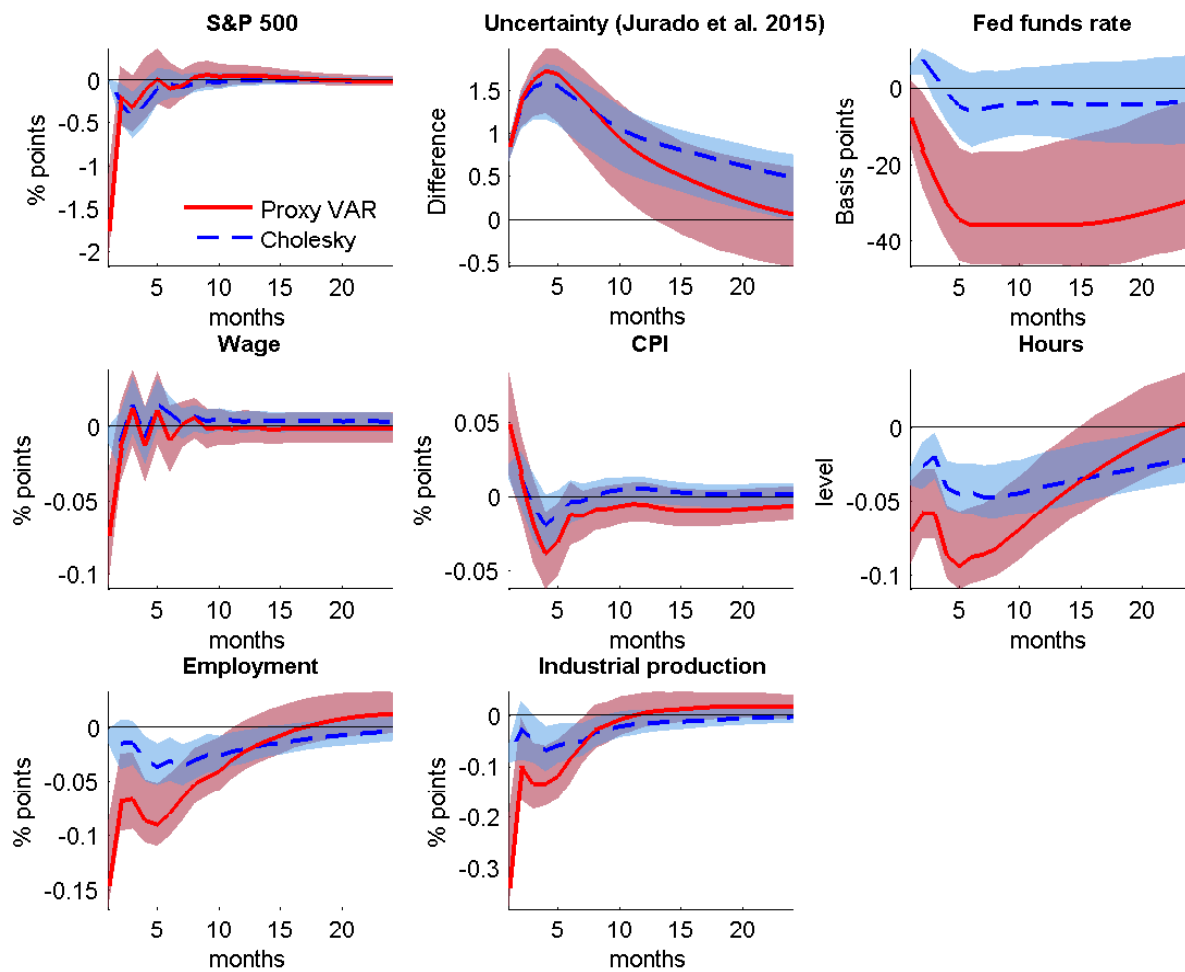 S&P 500
Uncertainty (Jurado et al. 2015)
Fed funds rate
% points
0
-0.5
-1
-1.5
-2
Proxy VAR
Cholesky
5 10 15 20
months
Difference
1.5
1
0.5
0
-0.5
5 10 15 20
months
Basis points
0
-20
-40
5 10 15 20
months
Wage
CPI
Hours
% points
0
-0.05
-0.1
5 10 15 20
months
% points
0.05
0
-0.05
5 10 15 20
months
level
0
-0.05
-0.1
5 10 15 20
months
Employment
Industrial production
% points
0
-0.05
-0.1
-0.15
5 10 15 20
months
% points
0
-0.1
-0.2
-0.3
5 10 15 20
months